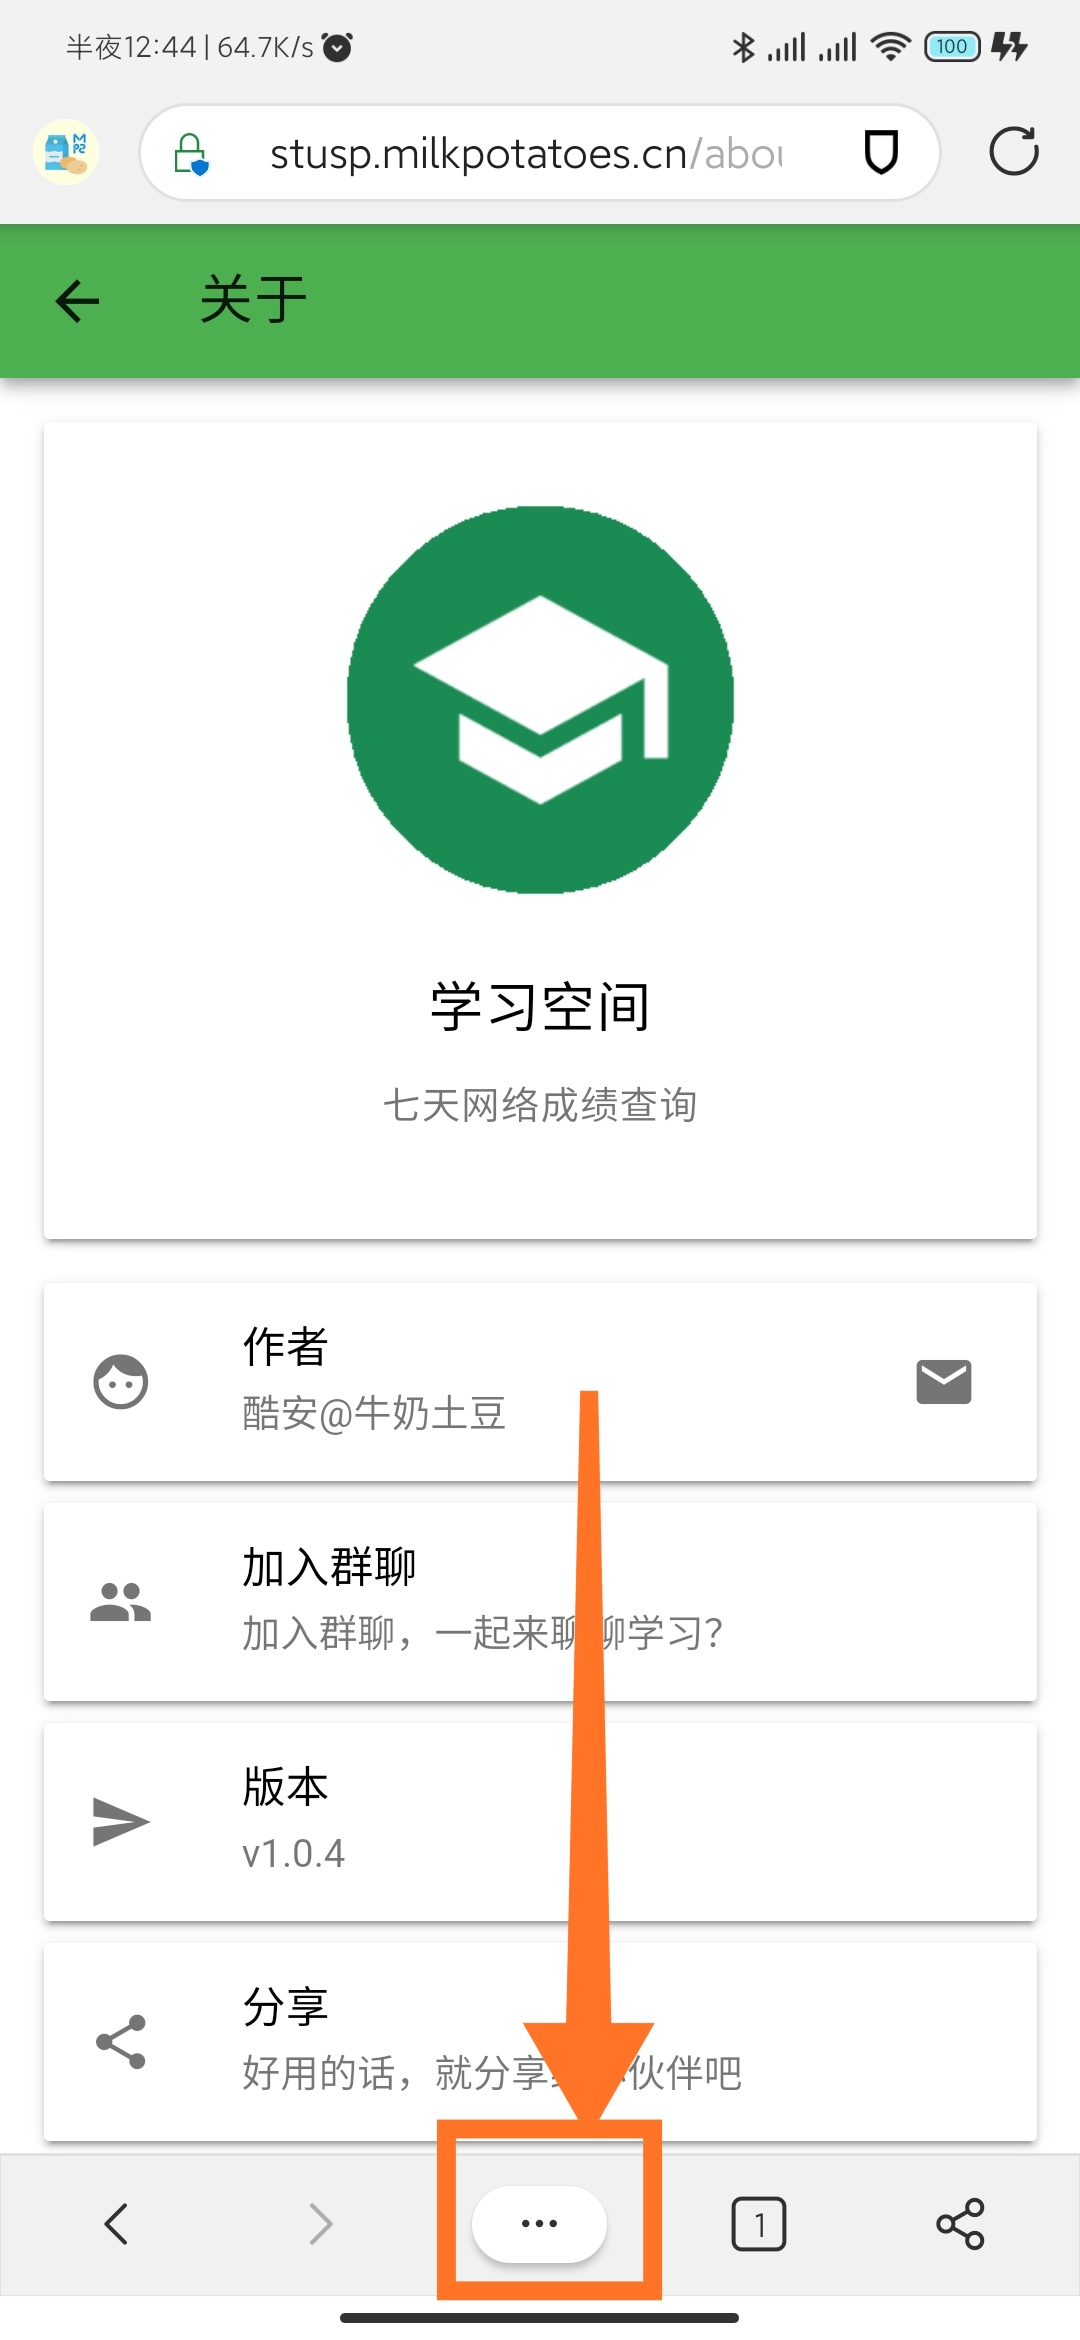 半夜12:44 | 64.7K/s
100
stusp.milkpotatoes.cn/abou
关于
学习空间
七天网络成绩查询
作者
酷安@牛奶土豆
加入群聊
加入群聊，一起来聊聊学习?
版本
v1.0.4
分享
好用的话，就分享 伙伴吧
1